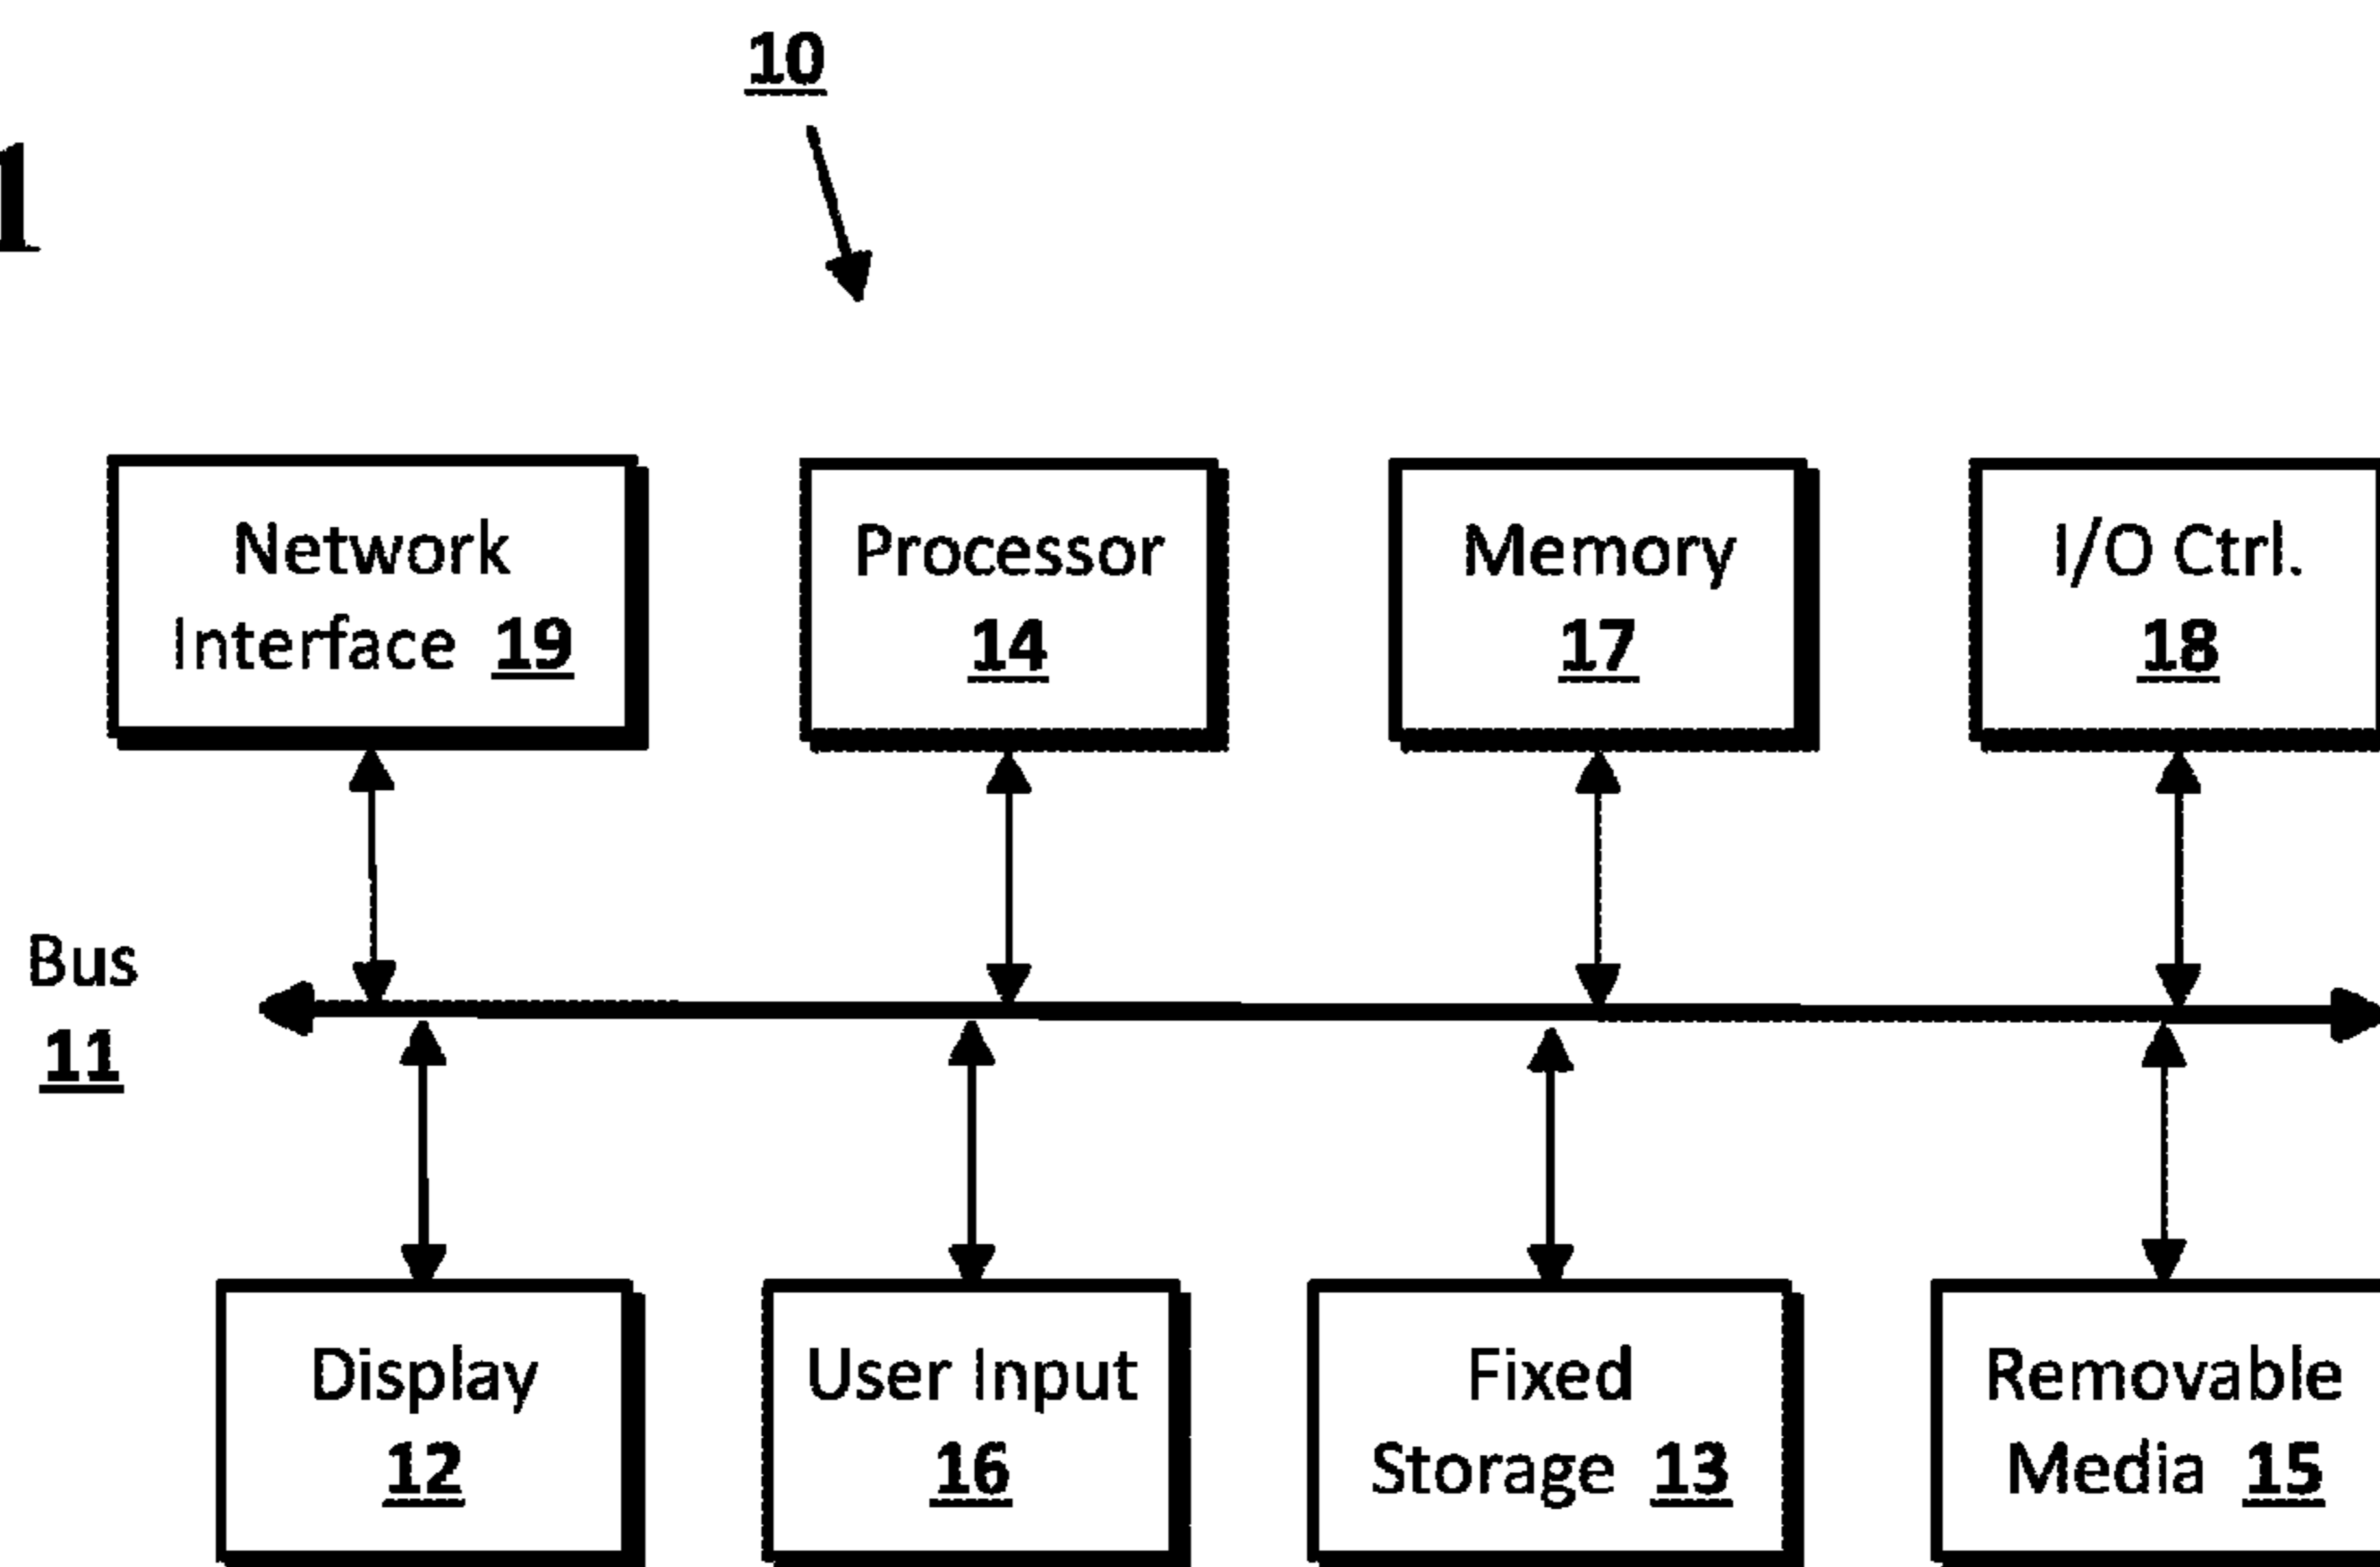 10
1
Network
Interface 19
Processor
14
Memory
17
I/O Ctrl.
18
Bus
11
Display
12
User Input
16
Fixed
Storage 13
Removable
Media 15